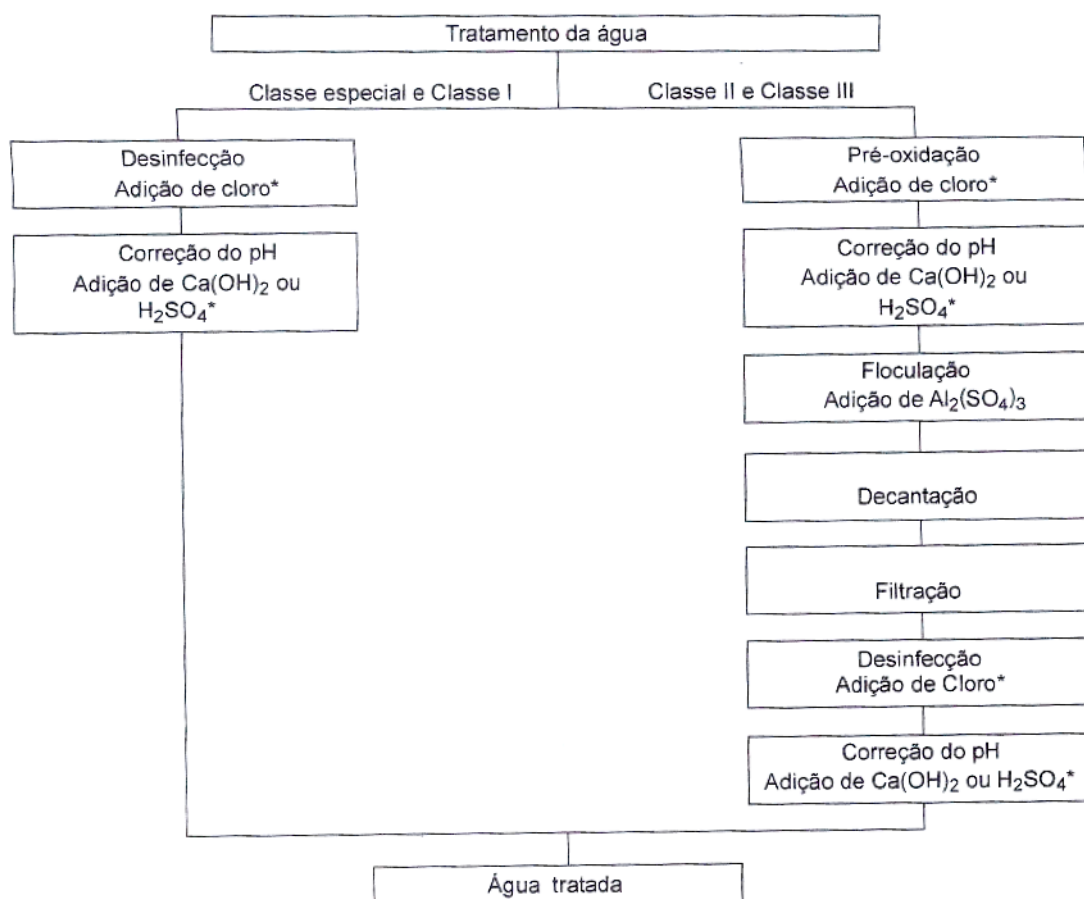 Tratamento da água
Classe especial e Classe I
Classe II e Classe III
Desinfecção
Adição de cloro*
Correção do pH
Adição de Ca(OH)₂ ou
H₂SO₄*
Pré-oxidação
Adição de cloro*
Correção do pH
Adição de Ca(OH)₂ ou
H₂SO₄*
Floculação
Adição de Al₂(SO₄)₃
Decantação
Filtração
Desinfecção
Adição de Cloro*
Correção do pH
Adição de Ca(OH)₂ ou H₂SO₄*
Água tratada